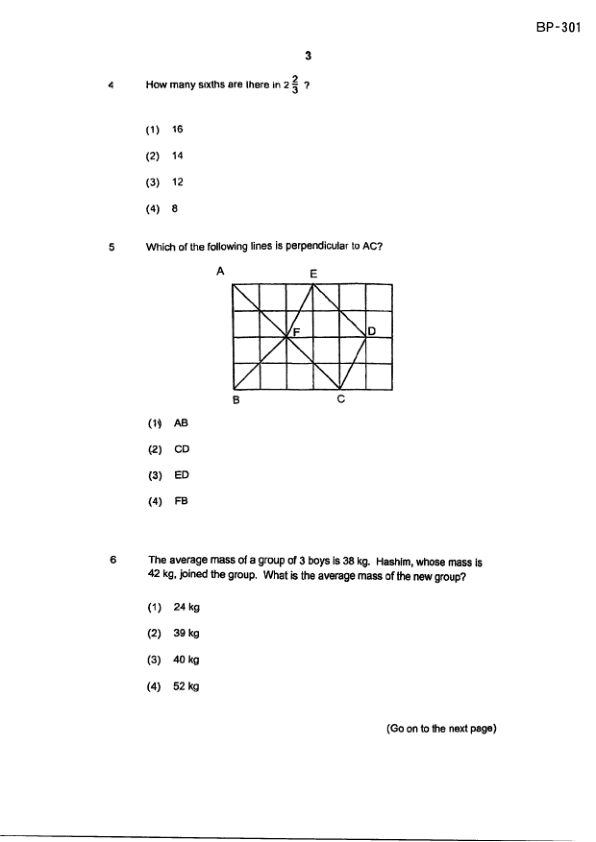 BP-301
3
4 How many sixths are there in 2 2/3 ?
(1) 16
(2) 14
(3) 12
(4) 8
5 Which of the following lines is perpendicular to AC?
A E
F D
B C
(1) AB
(2) CD
(3) ED
(4) FB
6 The average mass of a group of 3 boys is 38 kg. Hashim, whose mass is
42 kg, joined the group. What is the average mass of the new group?
(1) 24 kg
(2) 39 kg
(3) 40 kg
(4) 52 kg
(Go on to the next page)